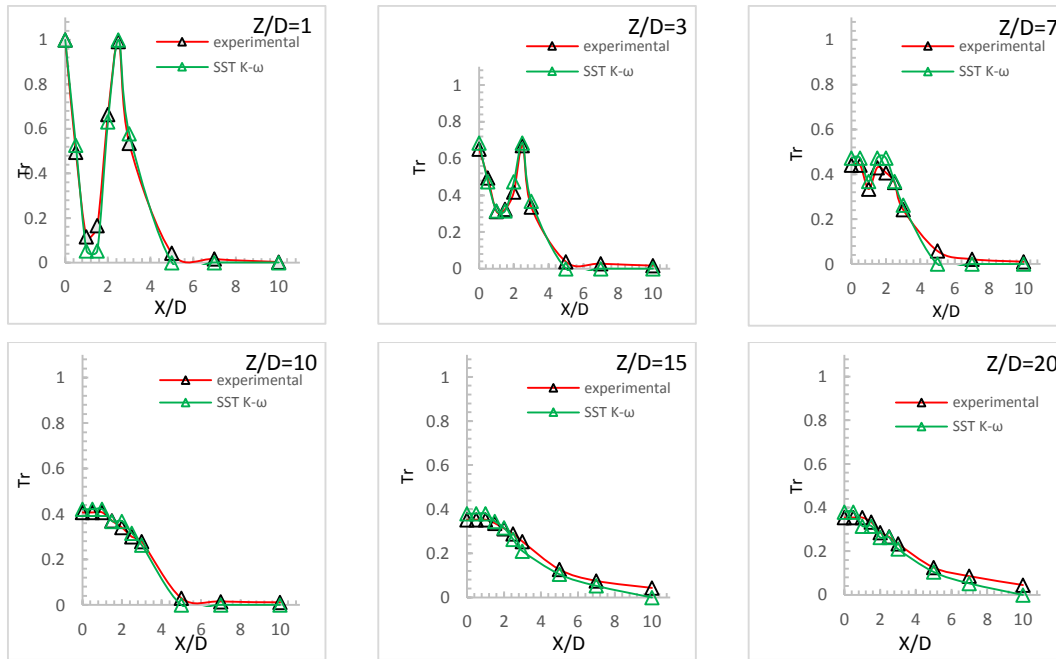 Z/D=1
1
experimental
SST K-ω
0.8
0.6
Tr
0.4
0.2
0
0 2 4 6 8 10
X/D
Z/D=3
1
experimental
SST K-ω
0.8
Tr
0.6
0.4
0.2
0
0 2 4 6 8 10
X/D
Z/D=7
1
experimental
SST K-ω
0.8
0.6
Tr
0.4
0.2
0
0 2 4 6 8 10
X/D
Z/D=10
1
experimental
SST K-ω
0.8
0.6
Tr
0.4
0.2
0
0 2 4 6 8 10
X/D
Z/D=15
1
experimental
SST K-ω
0.8
0.6
Tr
0.4
0.2
0
0 2 4 6 8 10
X/D
Z/D=20
1
experimental
SST K-ω
0.8
0.6
Tr
0.4
0.2
0
0 2 4 6 8 10
X/D